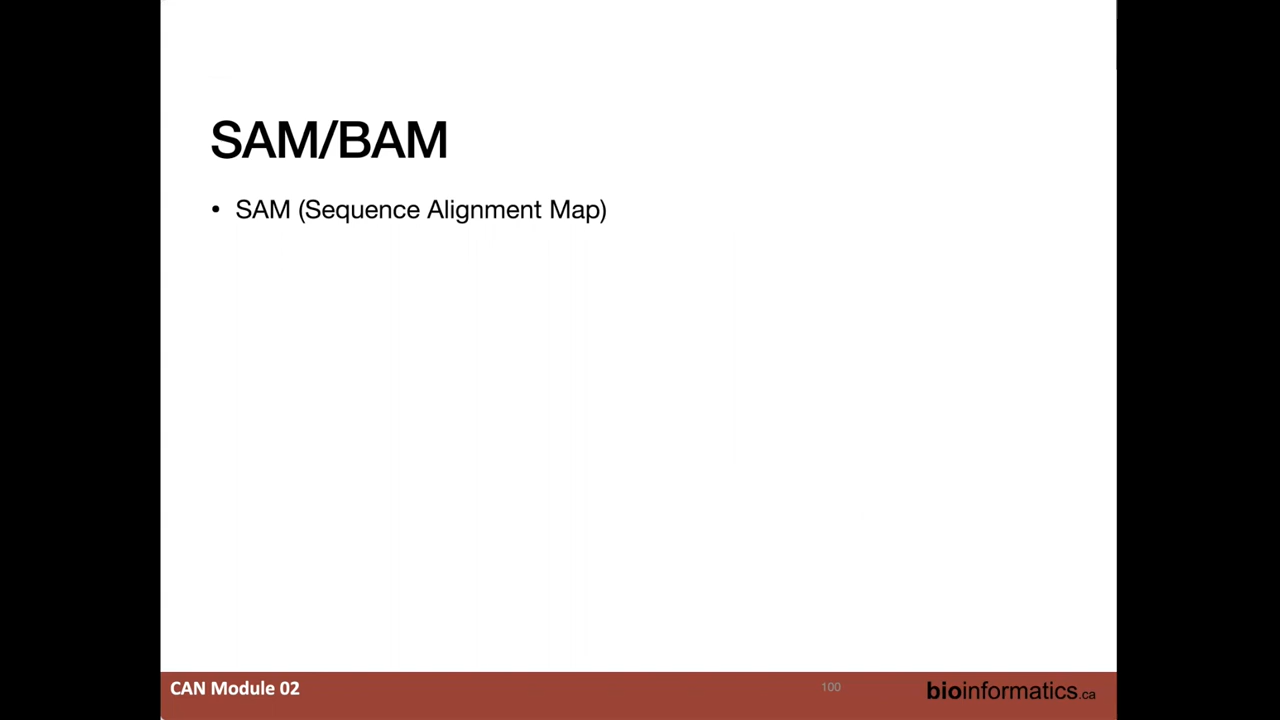 SAM/BAM
• SAM (Sequence Alignment Map)
CAN Module 02
100
bioinformatics.ca